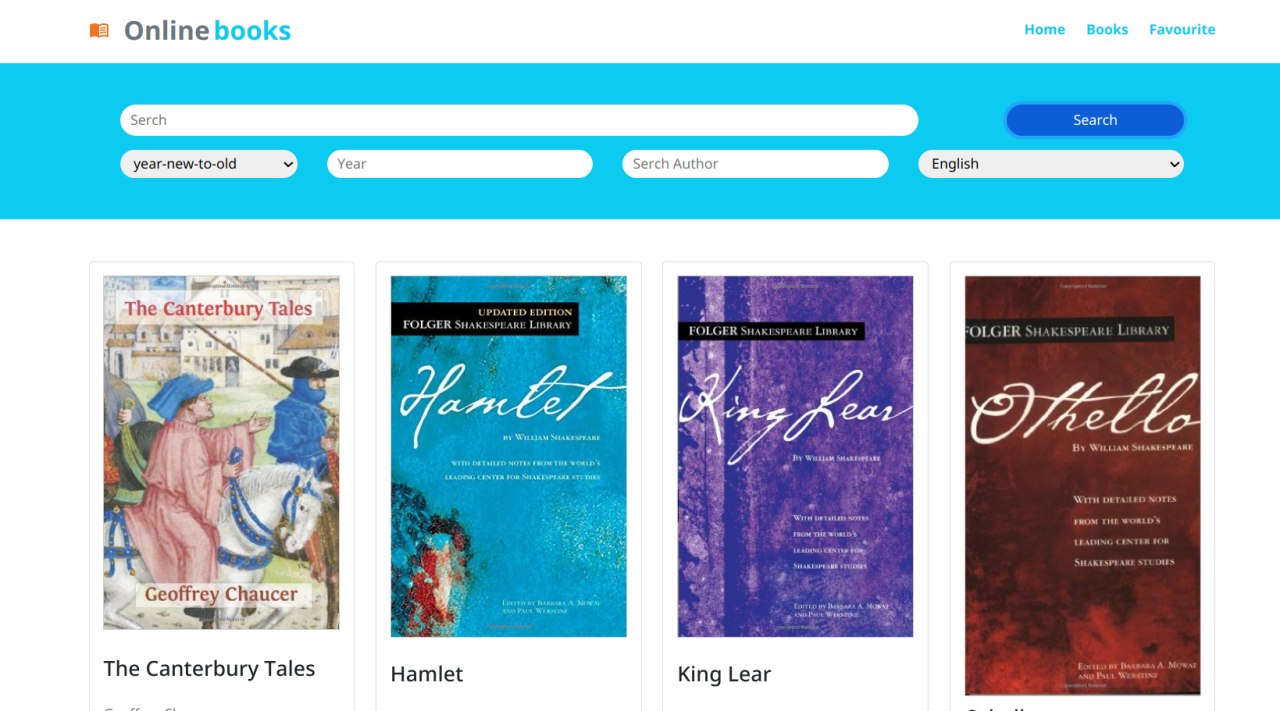 Online books
Home Books Favourite
Serch
Search
year-new-to-old
Year
Serch Author
English
The Canterbury Tales
Geoffrey Chaucer
The Canterbury Tales
UPDATED EDITION
FOLGER SHAKESPEARE LIBRARY
Hamlet
BY WILLIAM SHAKESPEARE
WITH DETAILED NOTES FROM THE WORLD'S
LEADING CENTER FOR SHAKESPEARE STUDIES
EDITED BY BARBARA A. MOWAT
AND PAUL WERSTINE
Hamlet
FOLGER SHAKESPEARE LIBRARY
King Lear
BY WILLIAM SHAKESPEARE
WITH DETAILED NOTES
FROM THE WORLD'S
LEADING CENTER FOR
SHAKESPEARE STUDIES
EDITED BY BARBARA A. MOWAT
AND PAUL WERSTINE
King Lear
FOLGER SHAKESPEARE LIBRARY
Othello
BY WILLIAM SHAKESPEARE
WITH DETAILED NOTES
FROM THE WORLD'S
LEADING CENTER FOR
SHAKESPEARE STUDIES
EDITED BY BARBARA A. MOWAT
AND PAUL WERSTINE